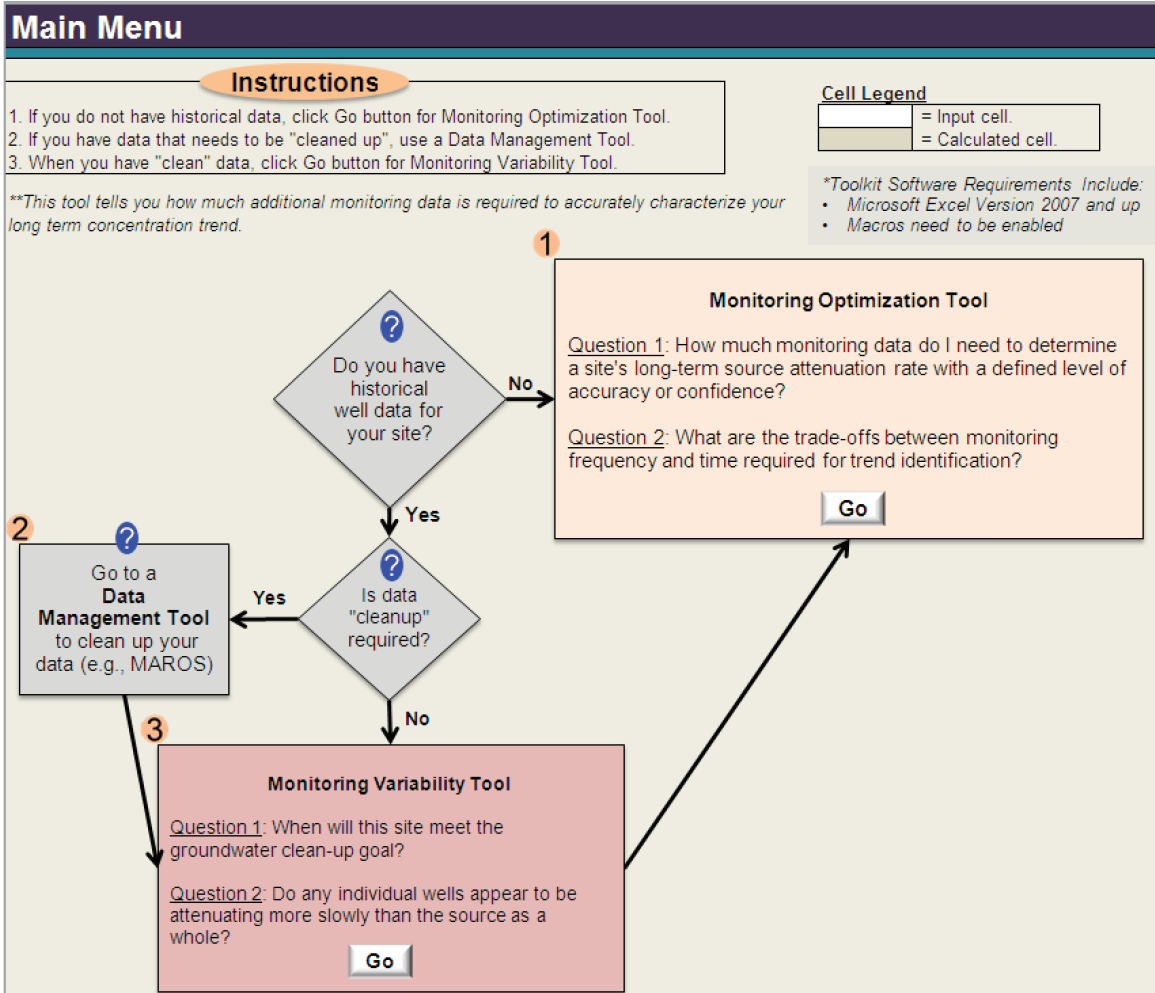 Main Menu
Instructions
1. If you do not have historical data, click Go button for Monitoring Optimization Tool.
2. If you have data that needs to be "cleaned up", use a Data Management Tool.
3. When you have "clean" data, click Go button for Monitoring Variability Tool.
**This tool tells you how much additional monitoring data is required to accurately characterize your
long term concentration trend.
Cell Legend
= Input cell.
= Calculated cell.
*Toolkit Software Requirements Include:
• Microsoft Excel Version 2007 and up
• Macros need to be enabled
1
Monitoring Optimization Tool
Question 1: How much monitoring data do I need to determine
a site's long-term source attenuation rate with a defined level of
accuracy or confidence?
Question 2: What are the trade-offs between monitoring
frequency and time required for trend identification?
Go
?
Do you have
historical
well data for
your site?
No
Yes
?
Is data
"cleanup"
required?
Yes
No
2
?
Go to a
Data
Management Tool
to clean up your
data (e.g., MAROS)
3
Monitoring Variability Tool
Question 1: When will this site meet the
groundwater clean-up goal?
Question 2: Do any individual wells appear to be
attenuating more slowly than the source as a
whole?
Go